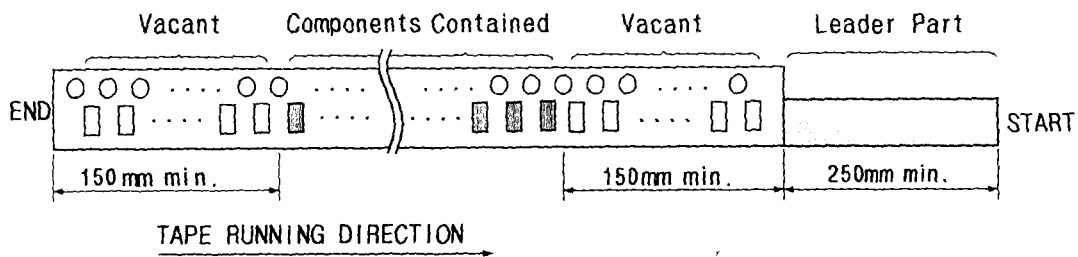 Vacant Components Contained Vacant Leader Part
END START
150mm min. 150mm min. 250mm min.
TAPE RUNNING DIRECTION